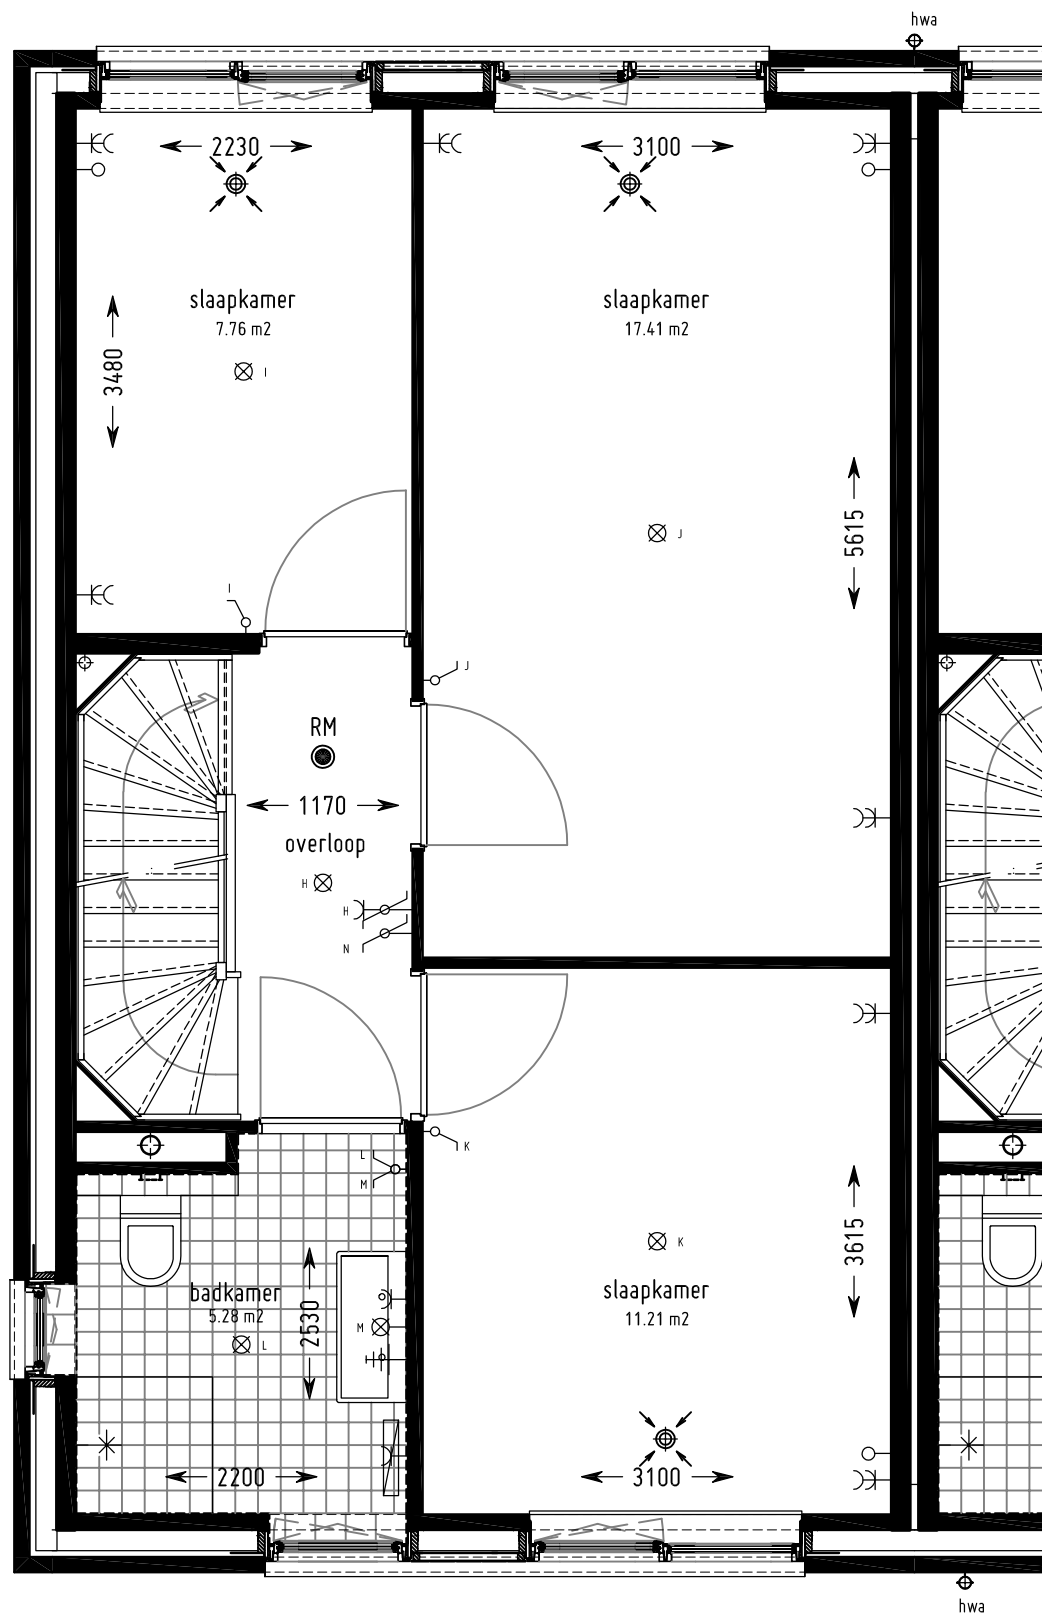 hwa
2230
3100
slaapkamer
7.76 m2
slaapkamer
17.41 m2
3480
I
5615
J
I
J
RM
1170
overloop
H
H
N
L
M
K
K
3615
badkamer
5.28 m2
2530
M
L
slaapkamer
11.21 m2
2200
3100
hwa